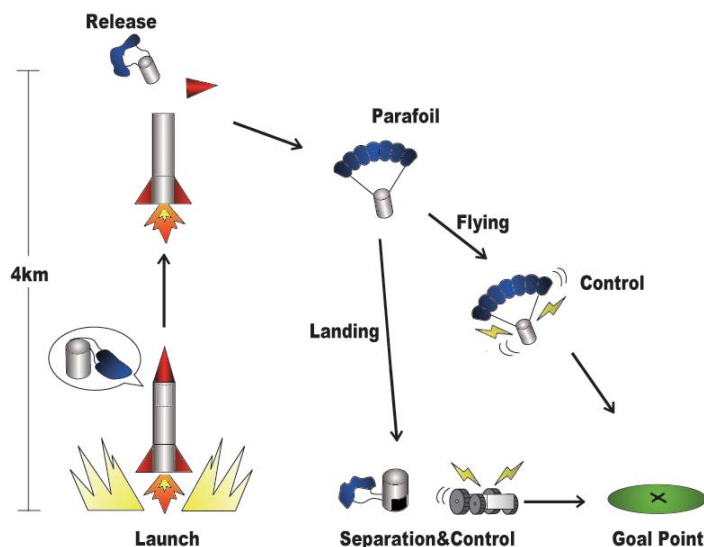 Release
Parafoil
Flying
4km
Control
Landing
Launch
Separation&Control
Goal Point